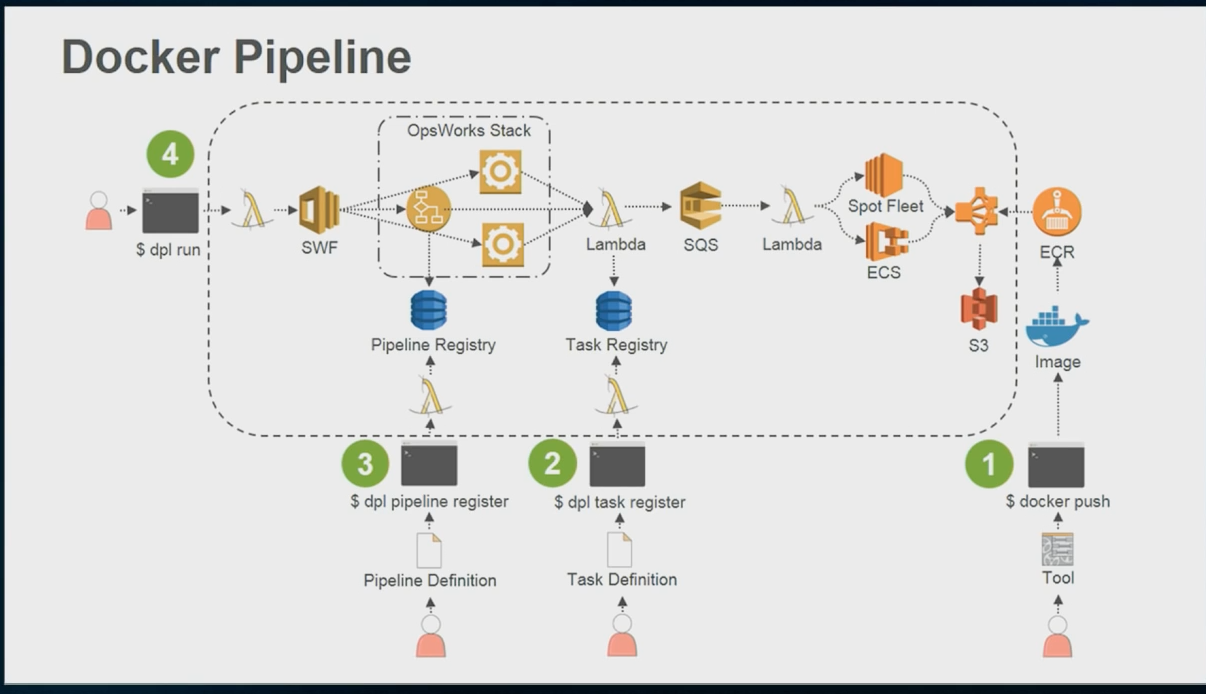 Docker Pipeline
OpsWorks Stack
4
$ dpl run
SWF
Lambda
SQS
Lambda
Spot Fleet
ECS
ECR
Pipeline Registry
Task Registry
S3
Image
3
$ dpl pipeline register
2
$ dpl task register
1
$ docker push
Pipeline Definition
Task Definition
Tool